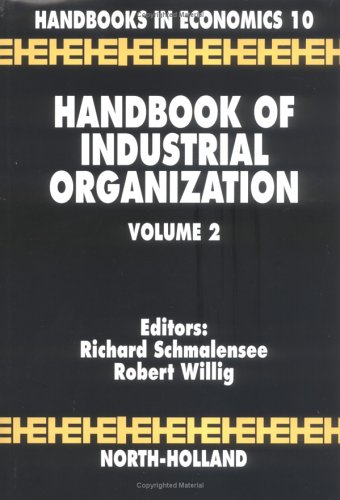 HANDBOOKS IN ECONOMICS 10
HANDBOOK OF
INDUSTRIAL
ORGANIZATION
VOLUME 2
Editors:
Richard Schmalensee
Robert Willig
NORTH-HOLLAND
Copyrighted Material